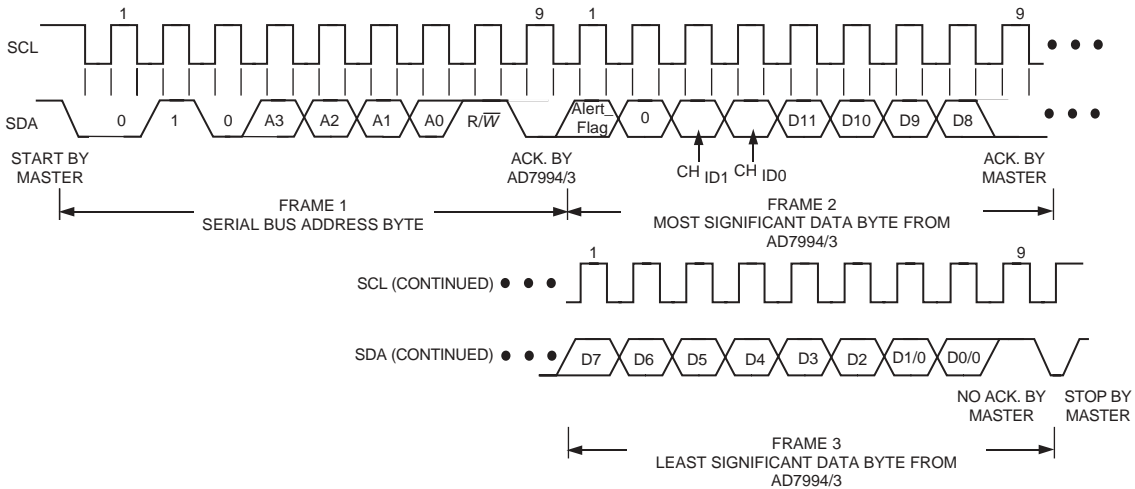 1 9 1 9
SCL
SDA 0 1 0 A3 A2 A1 A0 R/W Alert_ 0 D11 D10 D9 D8
Flag
START BY
MASTER
ACK. BY
AD7994/3
CH ID1 CH ID0
ACK. BY
MASTER
FRAME 1
SERIAL BUS ADDRESS BYTE
FRAME 2
MOST SIGNIFICANT DATA BYTE FROM
AD7994/3
1 9
SCL (CONTINUED)
SDA (CONTINUED) D7 D6 D5 D4 D3 D2 D1/0 D0/0
NO ACK. BY
MASTER
STOP BY
MASTER
FRAME 3
LEAST SIGNIFICANT DATA BYTE FROM
AD7994/3